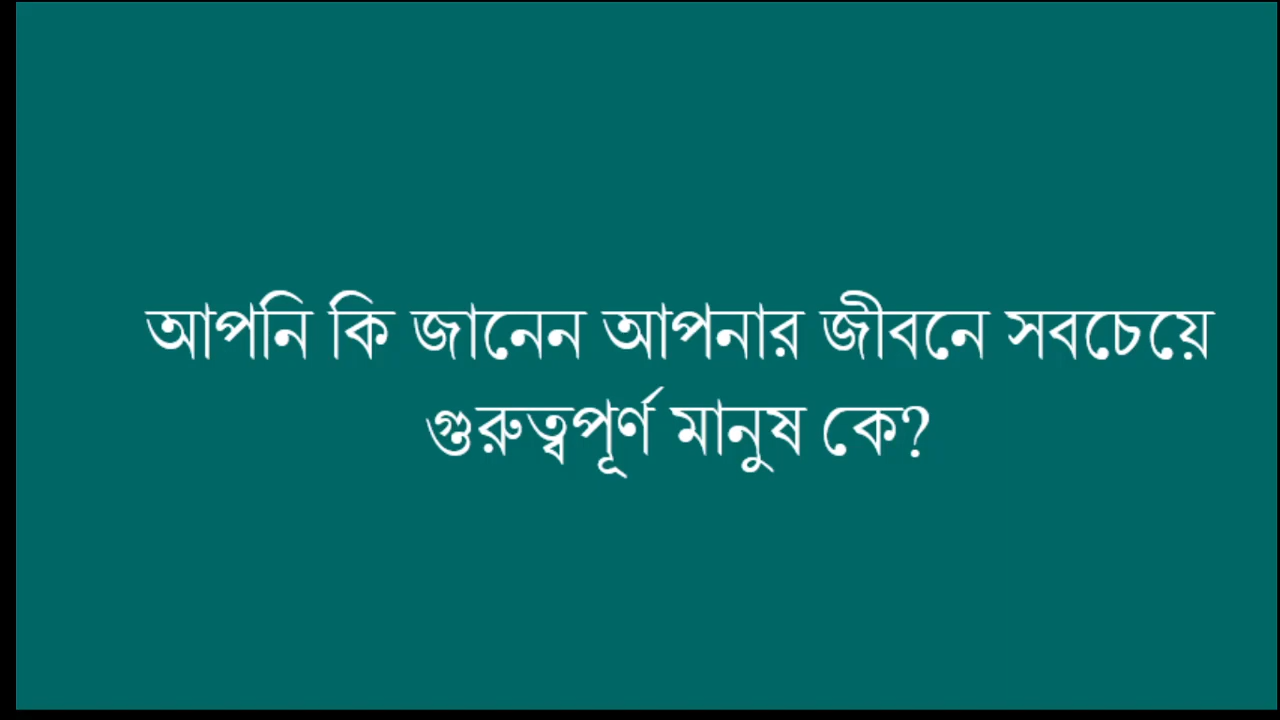 আপনি কি জানেন আপনার জীবনে সবচেয়ে
গুরুত্বপূর্ণ মানুষ কে?